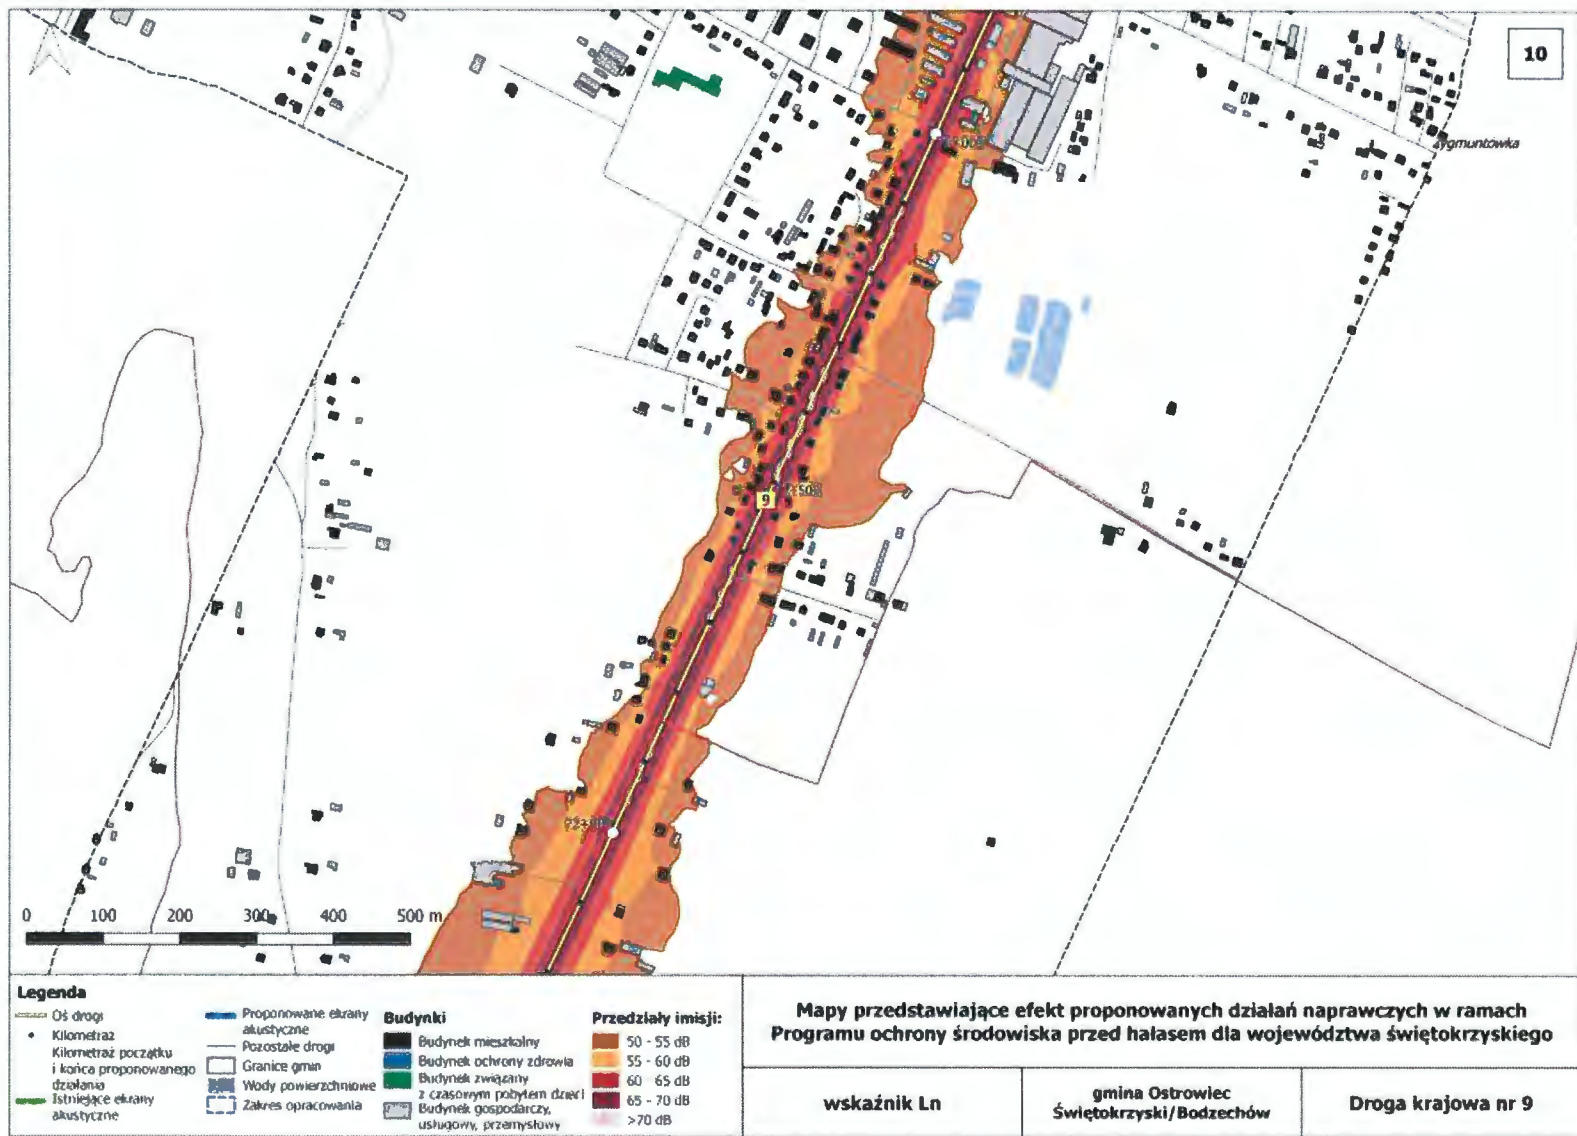 10
Zygmuntówka
9
0 100 200 300 400 500 m
Legenda
Oś drogi
Kilometraż
Kilometraż początku
i końca proponowanego
działania
Istniejące ekrany
akustyczne
Proponowane ekrany
akustyczne
Pozostałe drogi
Granice gmin
Wody powierzchniowe
Zakres opracowania
Budynki
Budynek mieszkalny
Budynek ochrony zdrowia
Budynek związany
z czasowym pobytem dzieci
Budynek gospodarczy,
usługowy, przemysłowy
Przedziały imisji:
50 - 55 dB
55 - 60 dB
60 65 dB
65 - 70 dB
>70 dB
Mapy przedstawiające efekt proponowanych działań naprawczych w ramach
Programu ochrony środowiska przed hałasem dla województwa świętokrzyskiego
wskaźnik Ln
gmina Ostrowiec
Świętokrzyski/Bodzechów
Droga krajowa nr 9